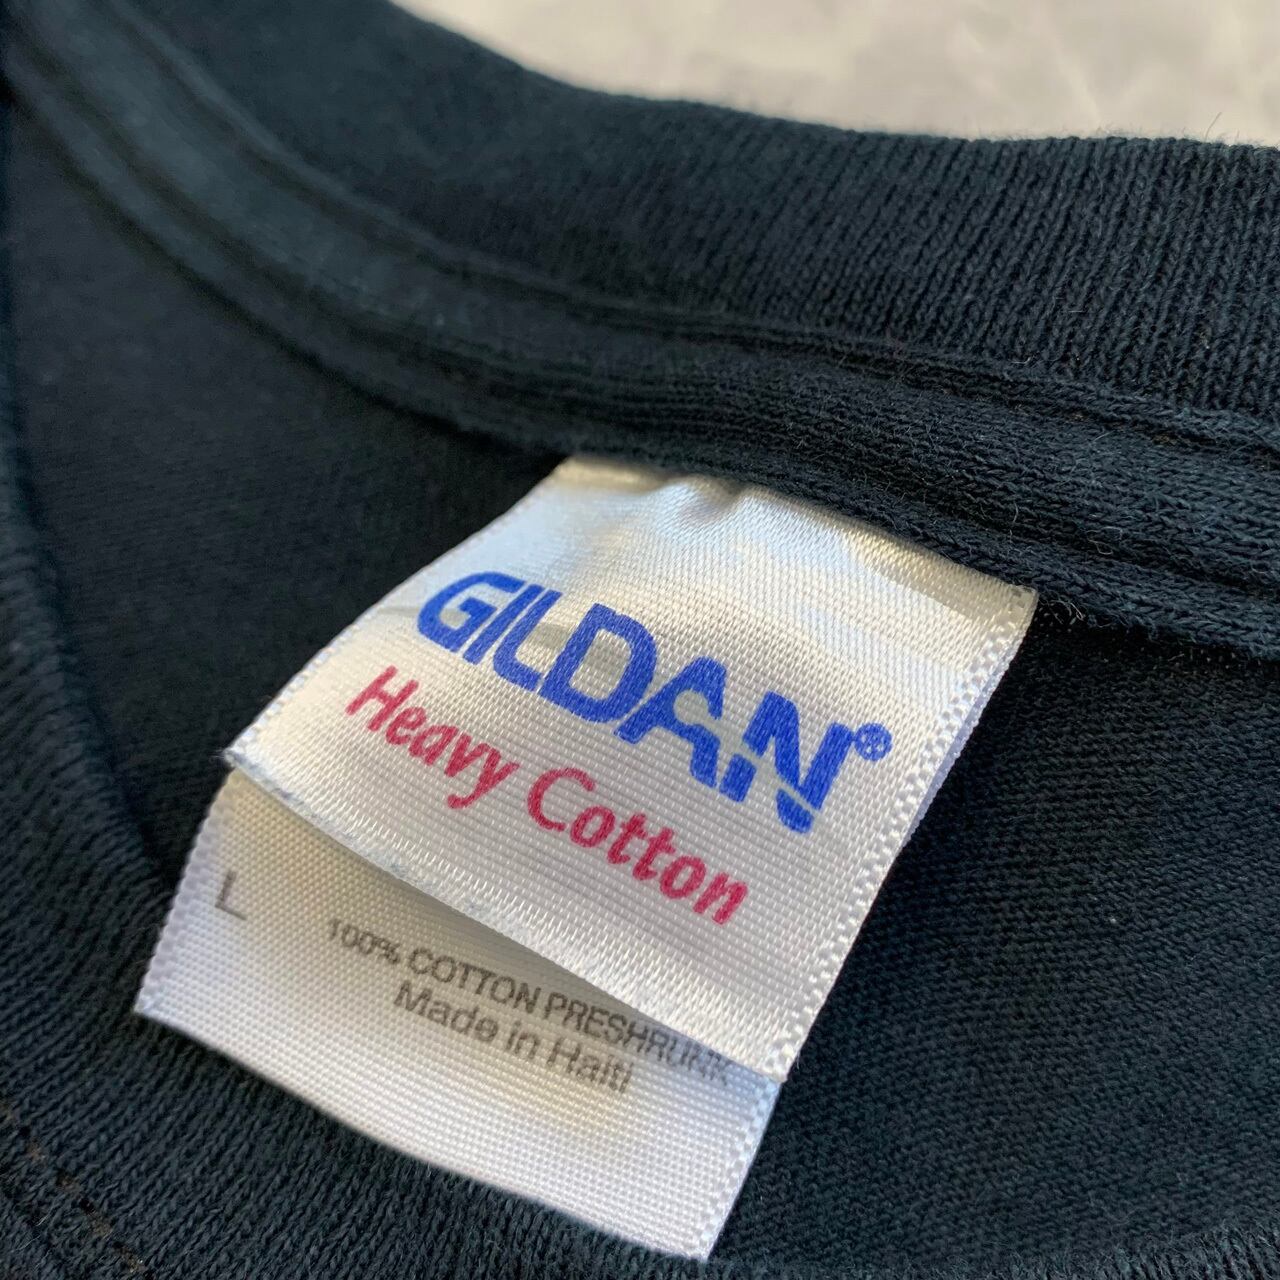 GILDAN®
Heavy Cotton
L
100% COTTON PRESHRUNK
Made in Haiti